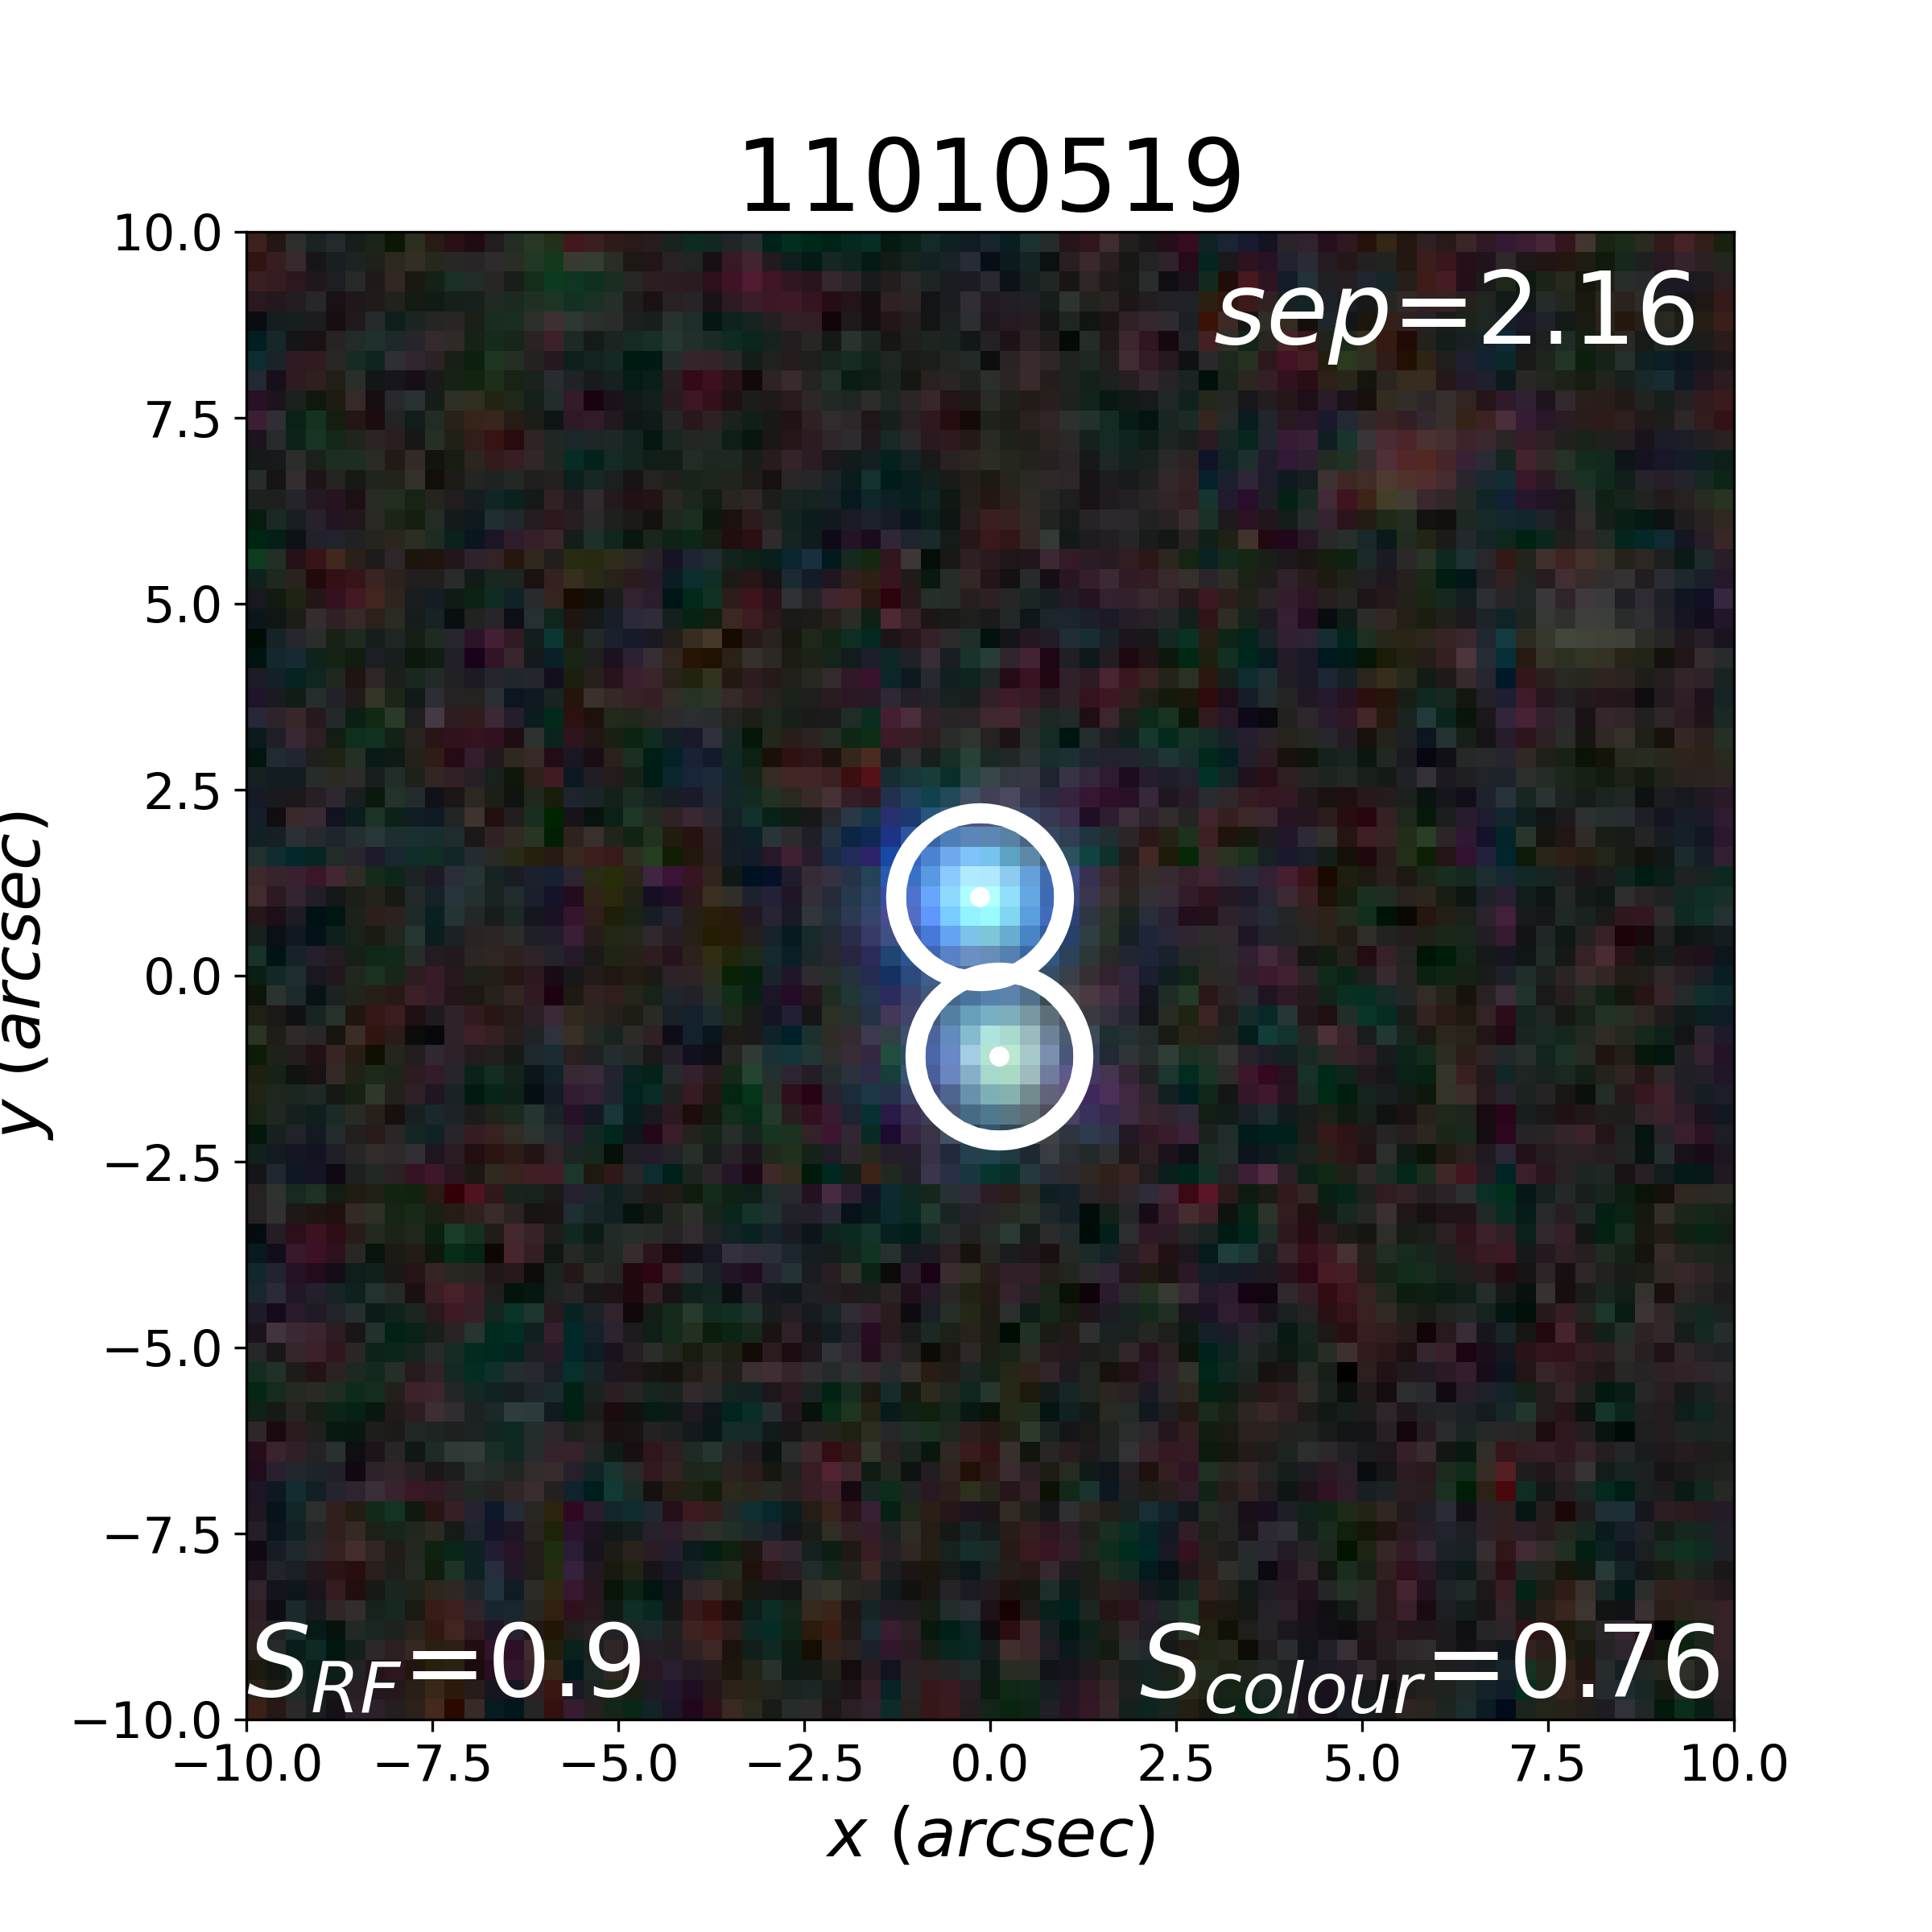 11010519
10.0
sep=2.16
7.5
5.0
2.5
0.0
−2.5
−5.0
−7.5
−10.0
y (arcsec)
S_RF=0.9
S_colour=0.76
−10.0 −7.5 −5.0 −2.5 0.0 2.5 5.0 7.5 10.0
x (arcsec)